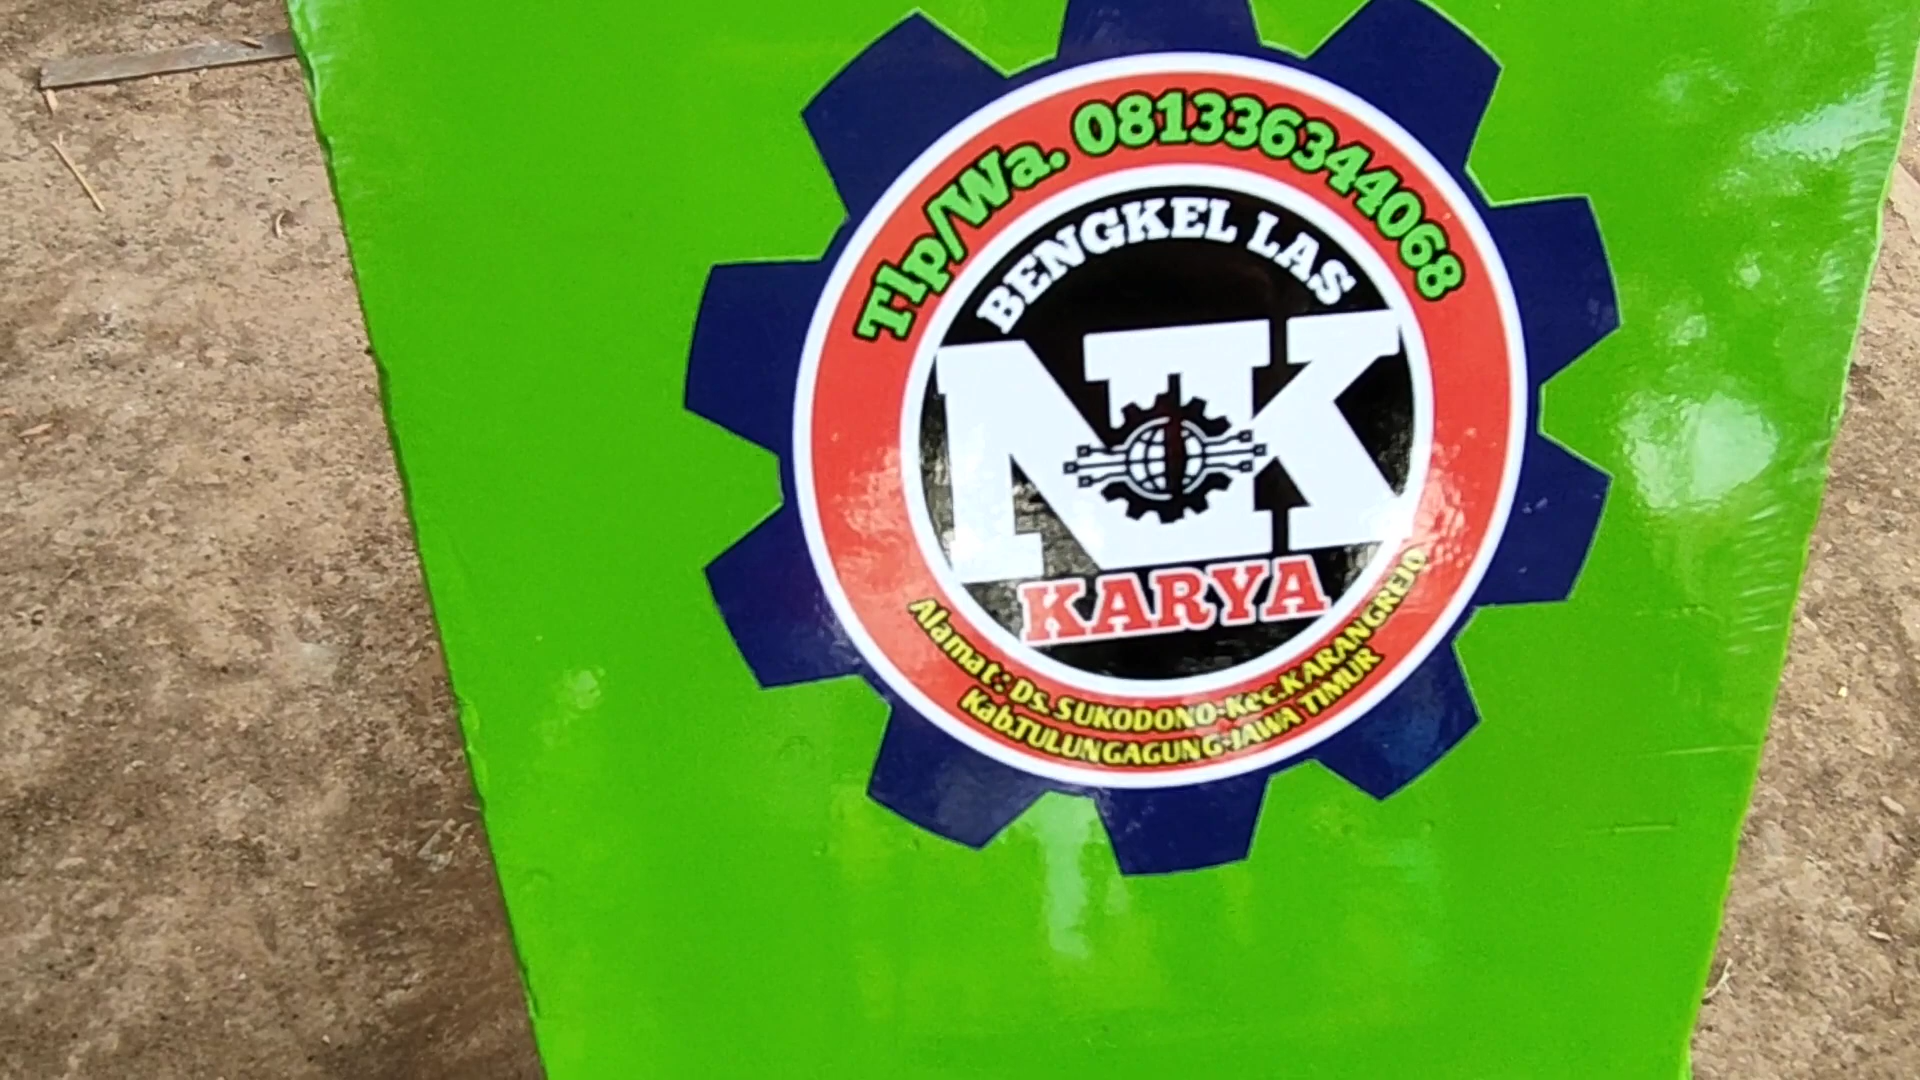 Tlp/Wa. 081336344068
BENGKEL LAS
NK
KARYA
Alamat: Ds. SUKODONO-Kec.KARANGREJO
Kab.TULUNGAGUNG-JAWA TIMUR